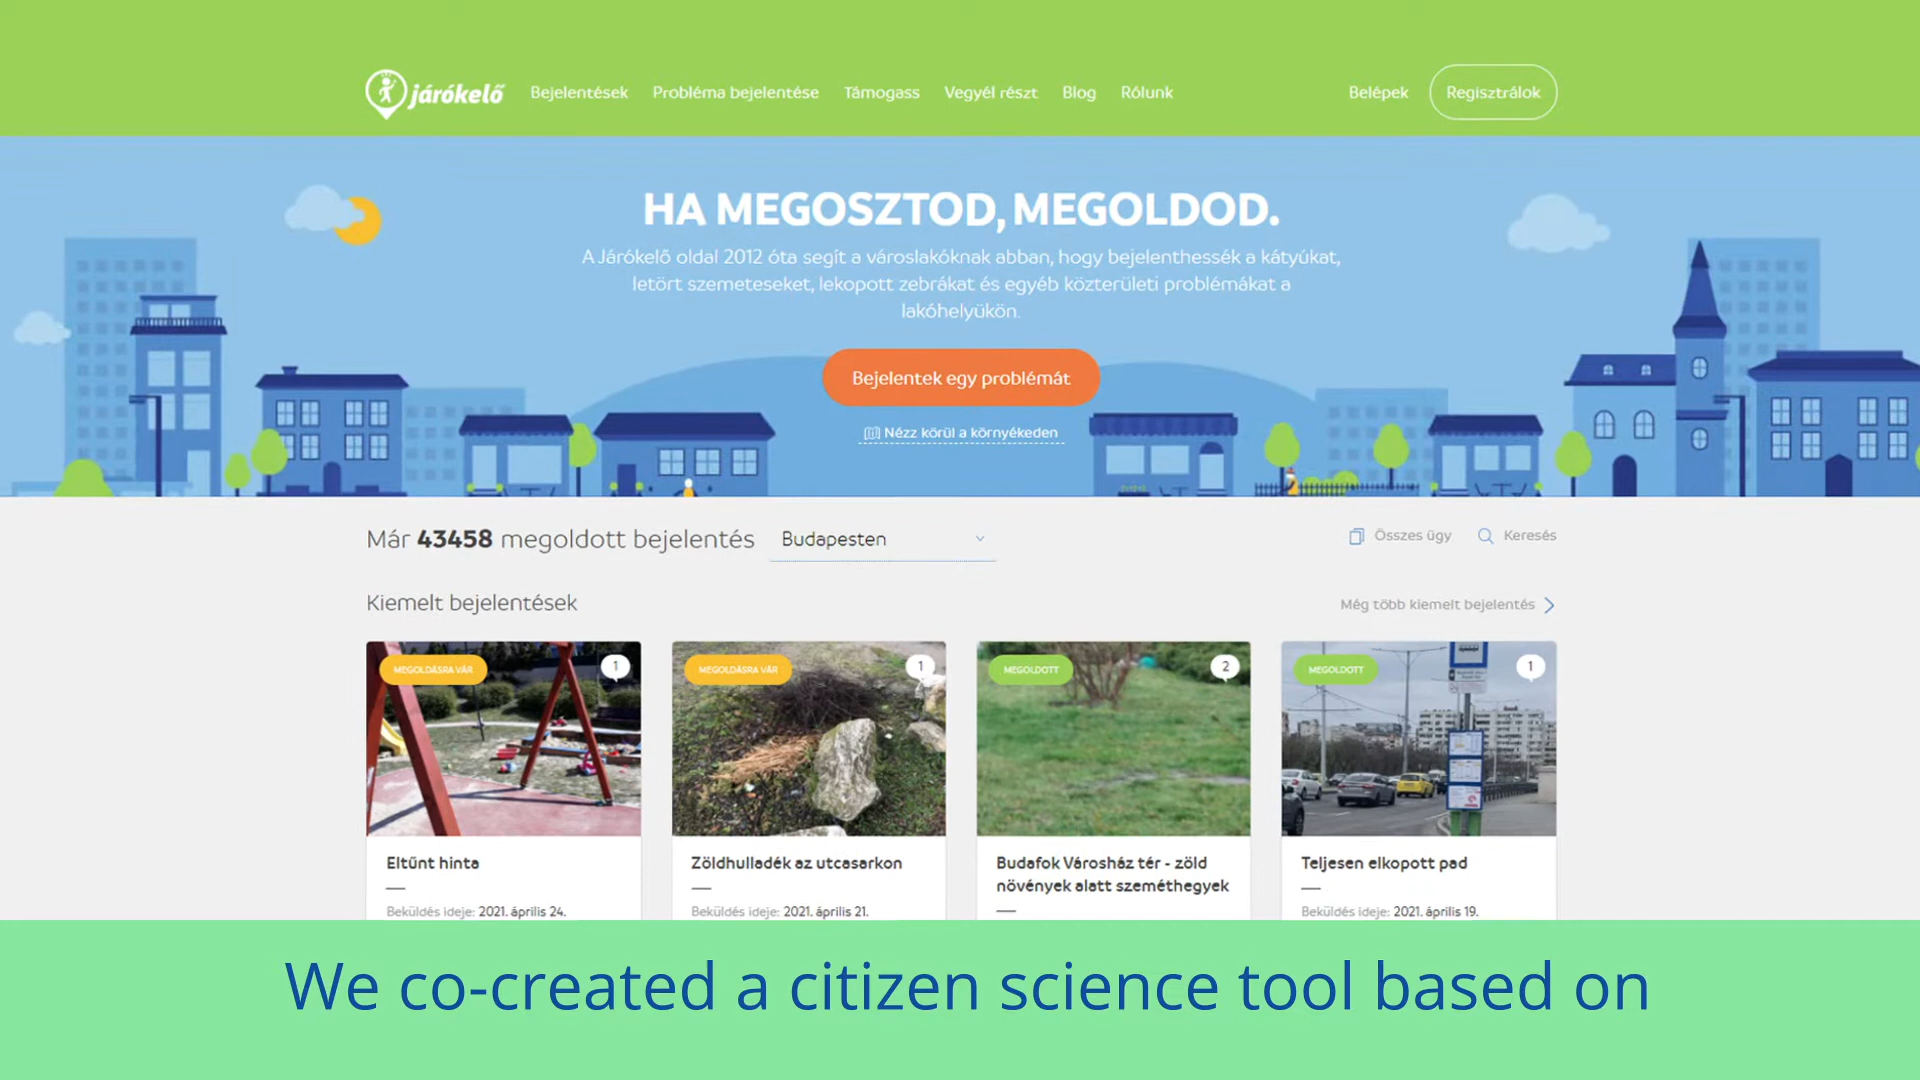 járókelő
Bejelentések
Probléma bejelentése
Támogass
Vegyél részt
Blog
Rólunk
Belépek
Regisztrálok
HA MEGOSZTOD, MEGOLDOD.
A Járókelő oldal 2012 óta segít a városlakóknak abban, hogy bejelenthessék a kátyúkat,
letört szemeteseket, lekopott zebrákat és egyéb közterületi problémákat a
lakóhelyükön.
Bejelentek egy problémát
Nézz körül a környékeden
Már 43458 megoldott bejelentés
Budapesten
Összes ügy
Keresés
Kiemelt bejelentések
Még több kiemelt bejelentés
MEGOLDÁSRA VÁR
1
MEGOLDÁSRA VÁR
1
MEGOLDOTT
2
MEGOLDOTT
1
Eltűnt hinta
Beküldés ideje: 2021. április 24.
Zöldhulladék az utcasarkon
Beküldés ideje: 2021. április 21.
Budafok Városház tér - zöld
növények alatt szeméthegyek
Teljesen elkopott pad
Beküldés ideje: 2021. április 19.
We co-created a citizen science tool based on